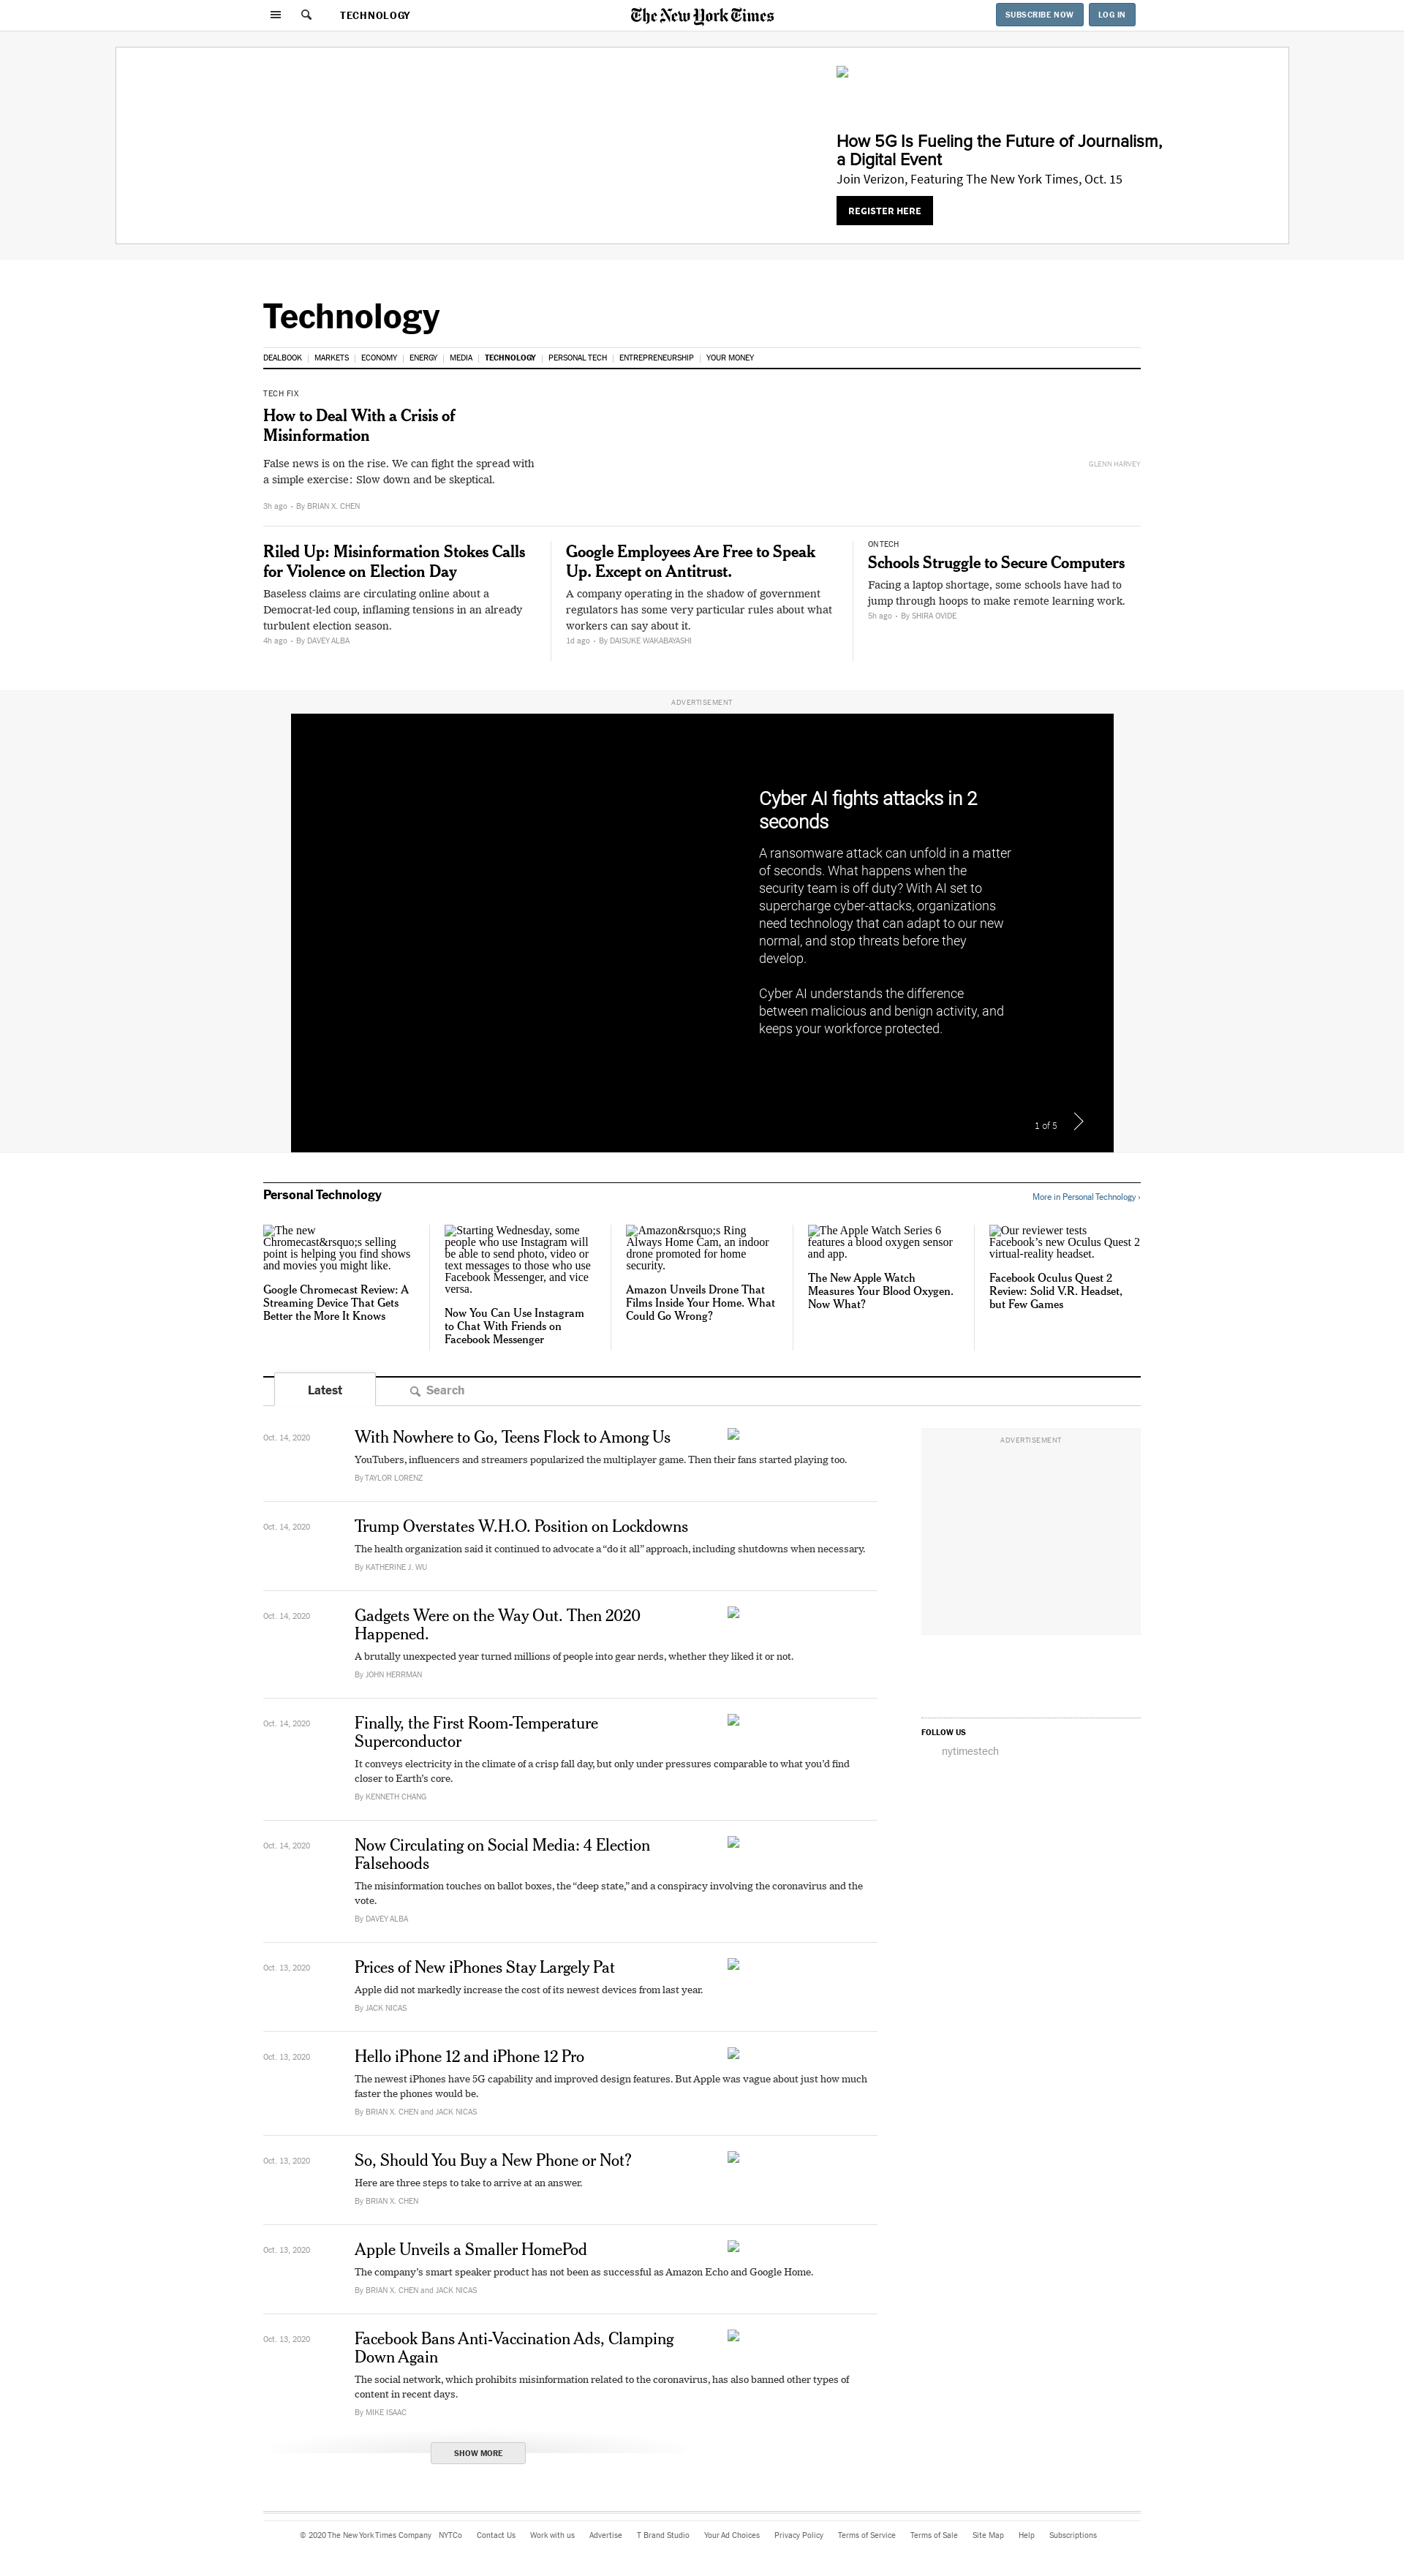 TECHNOLOGY
The New York Times
SUBSCRIBE NOW
LOG IN
How 5G Is Fueling the Future of Journalism,
a Digital Event
Join Verizon, Featuring The New York Times, Oct. 15
REGISTER HERE
Technology
DEALBOOK | MARKETS | ECONOMY | ENERGY | MEDIA | TECHNOLOGY | PERSONAL TECH | ENTREPRENEURSHIP | YOUR MONEY
TECH FIX
How to Deal With a Crisis of
Misinformation
False news is on the rise. We can fight the spread with
a simple exercise: Slow down and be skeptical.
3h ago • By BRIAN X. CHEN
GLENN HARVEY
Riled Up: Misinformation Stokes Calls
for Violence on Election Day
Baseless claims are circulating online about a
Democrat-led coup, inflaming tensions in an already
turbulent election season.
4h ago • By DAVEY ALBA
Google Employees Are Free to Speak
Up. Except on Antitrust.
A company operating in the shadow of government
regulators has some very particular rules about what
workers can say about it.
1d ago • By DAISUKE WAKABAYASHI
ON TECH
Schools Struggle to Secure Computers
Facing a laptop shortage, some schools have had to
jump through hoops to make remote learning work.
5h ago • By SHIRA OVIDE
ADVERTISEMENT
Cyber AI fights attacks in 2
seconds
A ransomware attack can unfold in a matter
of seconds. What happens when the
security team is off duty? With AI set to
supercharge cyber-attacks, organizations
need technology that can adapt to our new
normal, and stop threats before they
develop.
Cyber AI understands the difference
between malicious and benign activity, and
keeps your workforce protected.
1 of 5
Personal Technology
More in Personal Technology ›
The new
Chromecast&rsquo;s selling
point is helping you find shows
and movies you might like.
Google Chromecast Review: A
Streaming Device That Gets
Better the More It Knows
Starting Wednesday, some
people who use Instagram will
be able to send photo, video or
text messages to those who use
Facebook Messenger, and vice
versa.
Now You Can Use Instagram
to Chat With Friends on
Facebook Messenger
Amazon&rsquo;s Ring
Always Home Cam, an indoor
drone promoted for home
security.
Amazon Unveils Drone That
Films Inside Your Home. What
Could Go Wrong?
The Apple Watch Series 6
features a blood oxygen sensor
and app.
The New Apple Watch
Measures Your Blood Oxygen.
Now What?
Our reviewer tests
Facebook’s new Oculus Quest 2
virtual-reality headset.
Facebook Oculus Quest 2
Review: Solid V.R. Headset,
but Few Games
Latest
Search
Oct. 14, 2020
With Nowhere to Go, Teens Flock to Among Us
YouTubers, influencers and streamers popularized the multiplayer game. Then their fans started playing too.
By TAYLOR LORENZ
Oct. 14, 2020
Trump Overstates W.H.O. Position on Lockdowns
The health organization said it continued to advocate a “do it all” approach, including shutdowns when necessary.
By KATHERINE J. WU
Oct. 14, 2020
Gadgets Were on the Way Out. Then 2020
Happened.
A brutally unexpected year turned millions of people into gear nerds, whether they liked it or not.
By JOHN HERRMAN
Oct. 14, 2020
Finally, the First Room-Temperature
Superconductor
It conveys electricity in the climate of a crisp fall day, but only under pressures comparable to what you’d find
closer to Earth’s core.
By KENNETH CHANG
Oct. 14, 2020
Now Circulating on Social Media: 4 Election
Falsehoods
The misinformation touches on ballot boxes, the “deep state,” and a conspiracy involving the coronavirus and the
vote.
By DAVEY ALBA
Oct. 13, 2020
Prices of New iPhones Stay Largely Pat
Apple did not markedly increase the cost of its newest devices from last year.
By JACK NICAS
Oct. 13, 2020
Hello iPhone 12 and iPhone 12 Pro
The newest iPhones have 5G capability and improved design features. But Apple was vague about just how much
faster the phones would be.
By BRIAN X. CHEN and JACK NICAS
Oct. 13, 2020
So, Should You Buy a New Phone or Not?
Here are three steps to take to arrive at an answer.
By BRIAN X. CHEN
Oct. 13, 2020
Apple Unveils a Smaller HomePod
The company’s smart speaker product has not been as successful as Amazon Echo and Google Home.
By BRIAN X. CHEN and JACK NICAS
Oct. 13, 2020
Facebook Bans Anti-Vaccination Ads, Clamping
Down Again
The social network, which prohibits misinformation related to the coronavirus, has also banned other types of
content in recent days.
By MIKE ISAAC
SHOW MORE
ADVERTISEMENT
FOLLOW US
nytimestech
© 2020 The New York Times Company NYTCo Contact Us Work with us Advertise T Brand Studio Your Ad Choices Privacy Policy Terms of Service Terms of Sale Site Map Help Subscriptions